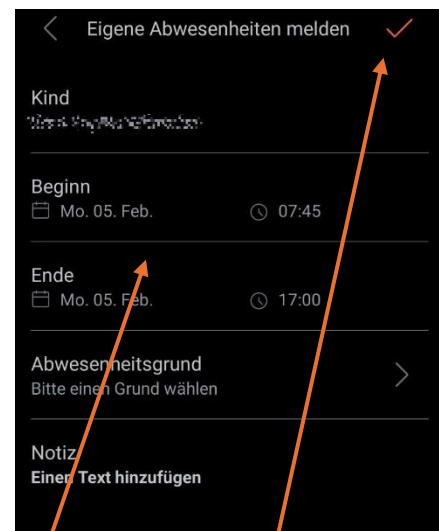 Eigene Abwesenheiten melden
Kind
Beginn
Mo. 05. Feb. 07:45
Ende
Mo. 05. Feb. 17:00
Abwesenheitsgrund
Bitte einen Grund wählen
Notiz
Einen Text hinzufügen